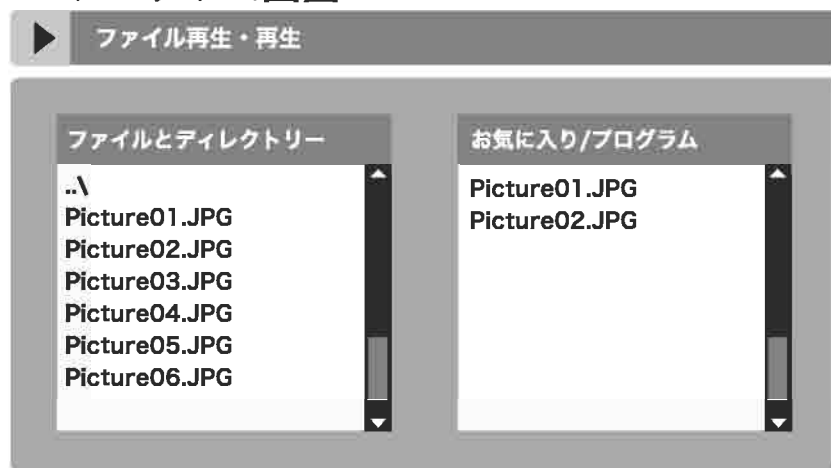 ファイル再生・再生
ファイルとディレクトリー
..\
Picture01.JPG
Picture02.JPG
Picture03.JPG
Picture04.JPG
Picture05.JPG
Picture06.JPG
お気に入り/プログラム
Picture01.JPG
Picture02.JPG